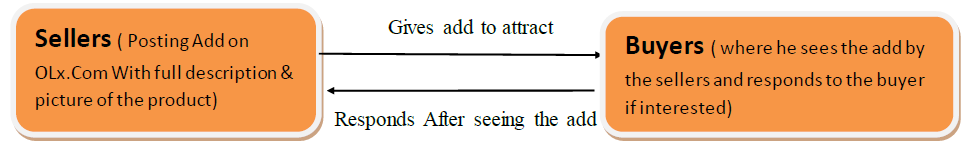 Sellers ( Posting Add on
OLx.Com With full description &
picture of the product)
Gives add to attract
Responds After seeing the add
Buyers ( where he sees the add by
the sellers and responds to the buyer
if interested)